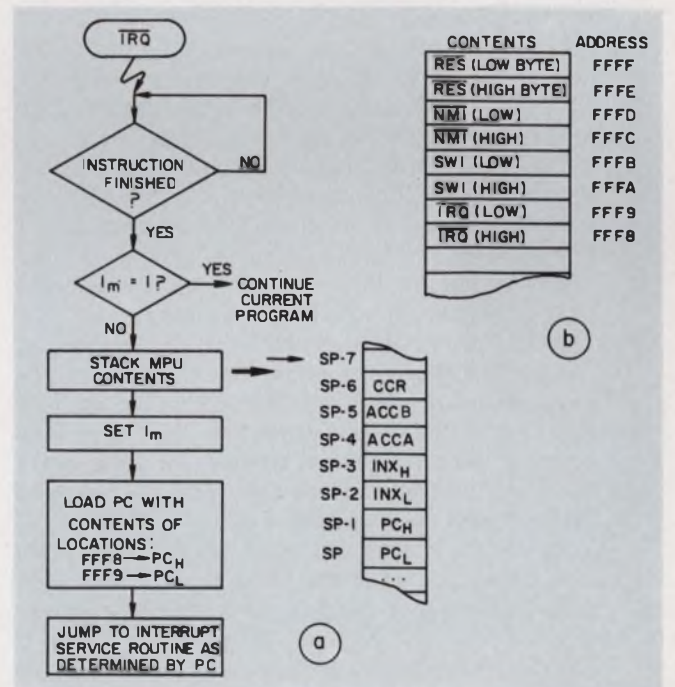 IRQ
INSTRUCTION
FINISHED
?
NO
YES
Im = 1?
YES
CONTINUE
CURRENT
PROGRAM
NO
STACK MPU
CONTENTS
SET Im
LOAD PC WITH
CONTENTS OF
LOCATIONS:
FFF8→PCH
FFF9→PCL
JUMP TO INTERRUPT
SERVICE ROUTINE AS
DETERMINED BY PC
SP-7
SP-6 CCR
SP-5 ACCB
SP-4 ACCA
SP-3 INXH
SP-2 INXL
SP-1 PCH
SP PCL
...
a
CONTENTS ADDRESS
RES (LOW BYTE) FFFF
RES (HIGH BYTE) FFFE
NMI (LOW) FFFD
NMI (HIGH) FFFC
SWI (LOW) FFFB
SWI (HIGH) FFFA
IRQ (LOW) FFF9
IRQ (HIGH) FFF8
b